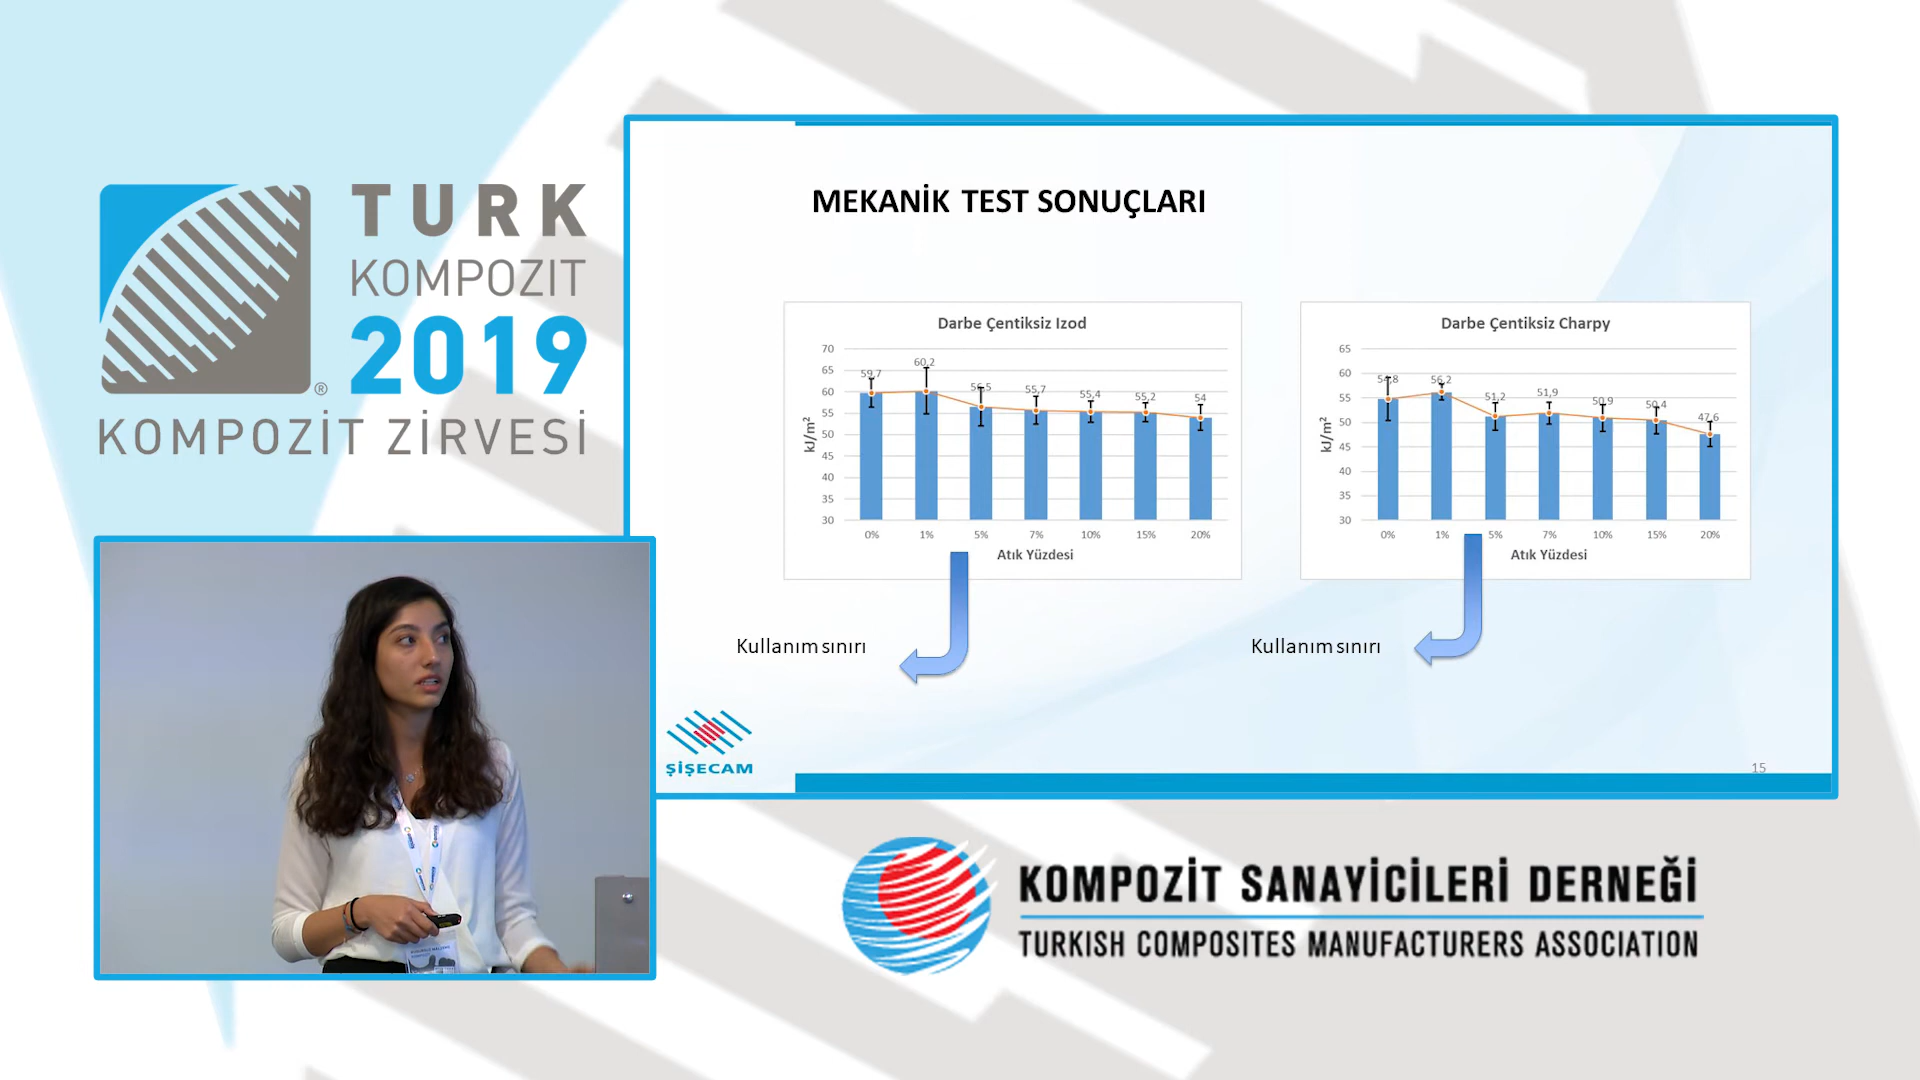 TURK
KOMPOZIT
2019
®
KOMPOZİT ZİRVESİ
MEKANİK TEST SONUÇLARI
Darbe Çentiksiz Izod
70
65
60
55
50
45
40
35
30
kJ/m²
59,7
60,2
56,5
55,7
55,4
55,2
54
0% 1% 5% 7% 10% 15% 20%
Atık Yüzdesi
Darbe Çentiksiz Charpy
65
60
55
50
45
40
35
30
kJ/m²
54,8
56,2
51,2
51,9
50,9
50,4
47,6
0% 1% 5% 7% 10% 15% 20%
Atık Yüzdesi
Kullanım sınırı
Kullanım sınırı
ŞİŞECAM
15
KOMPOZİT SANAYİCİLERİ DERNEĞİ
TURKISH COMPOSITES MANUFACTURERS ASSOCIATION